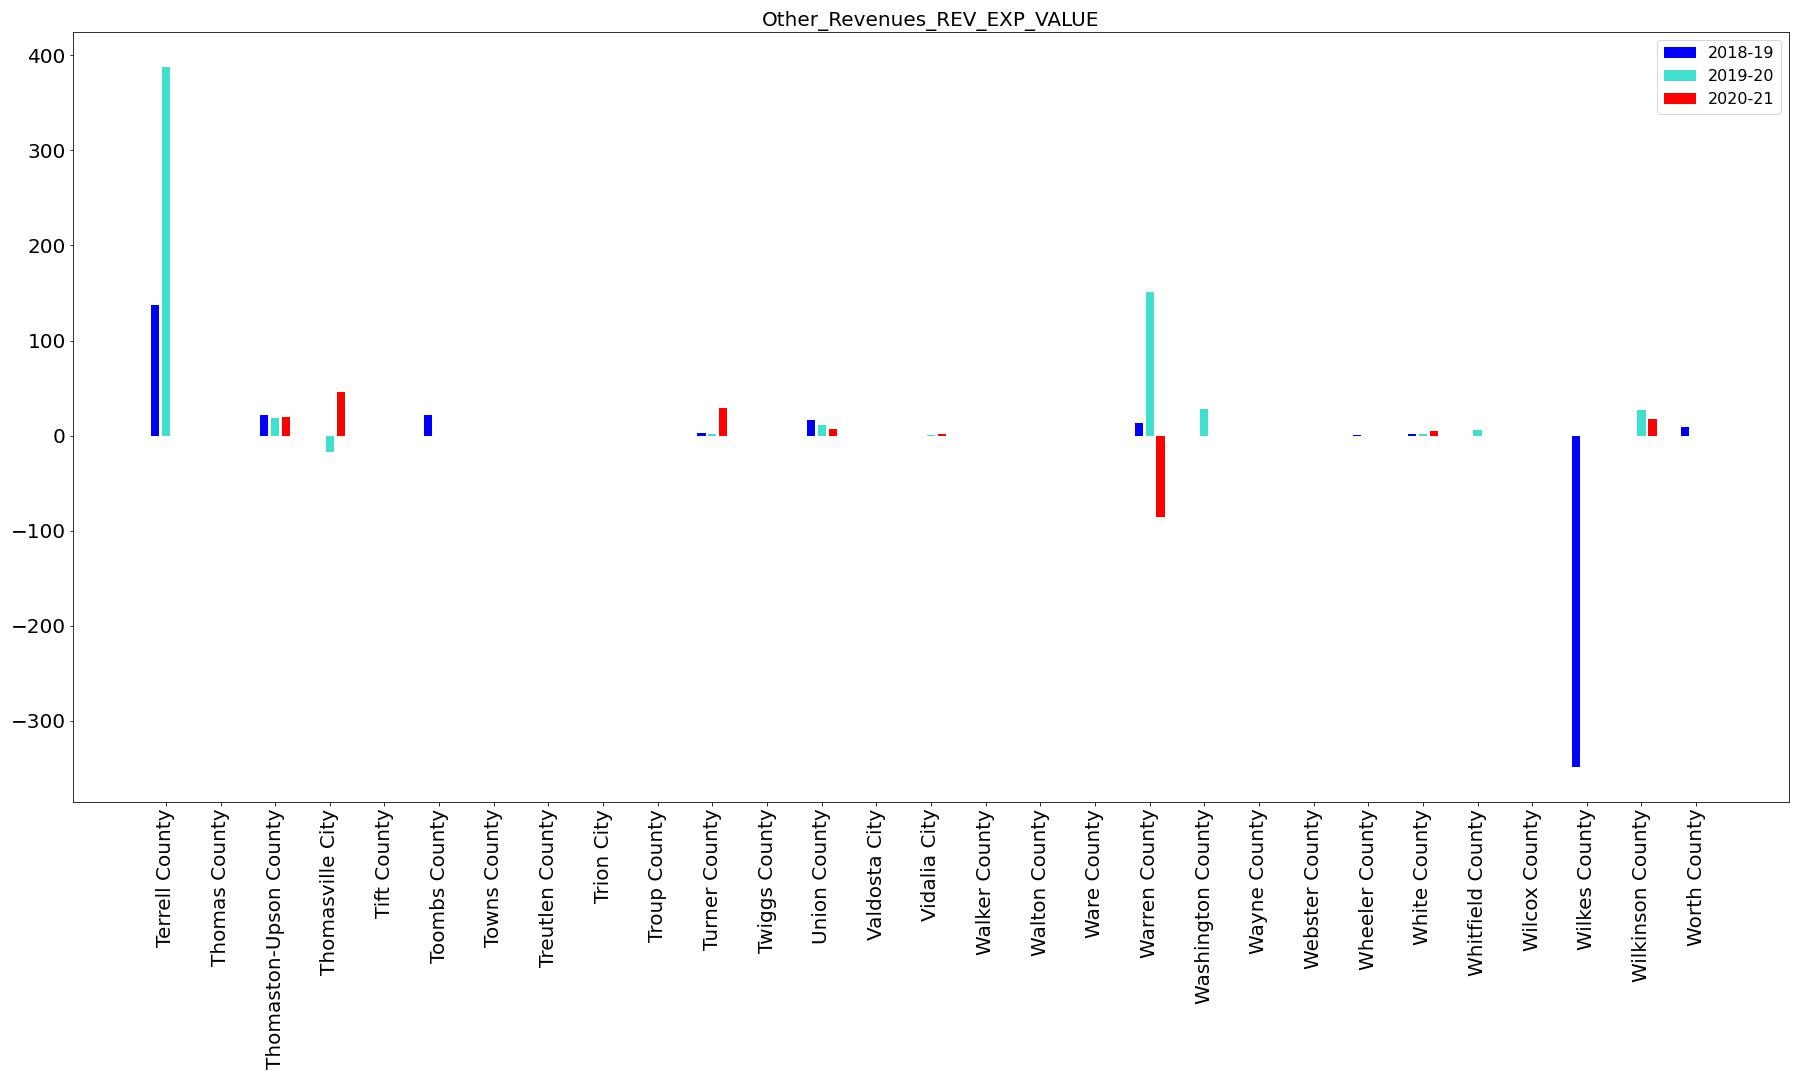 Other_Revenues_REV_EXP_VALUE
2018-19
2019-20
2020-21
400
300
200
100
0
−100
−200
−300
Terrell County
Thomas County
Thomaston-Upson County
Thomasville City
Tift County
Toombs County
Towns County
Treutlen County
Trion City
Troup County
Turner County
Twiggs County
Union County
Valdosta City
Vidalia City
Walker County
Walton County
Ware County
Warren County
Washington County
Wayne County
Webster County
Wheeler County
White County
Whitfield County
Wilcox County
Wilkes County
Wilkinson County
Worth County